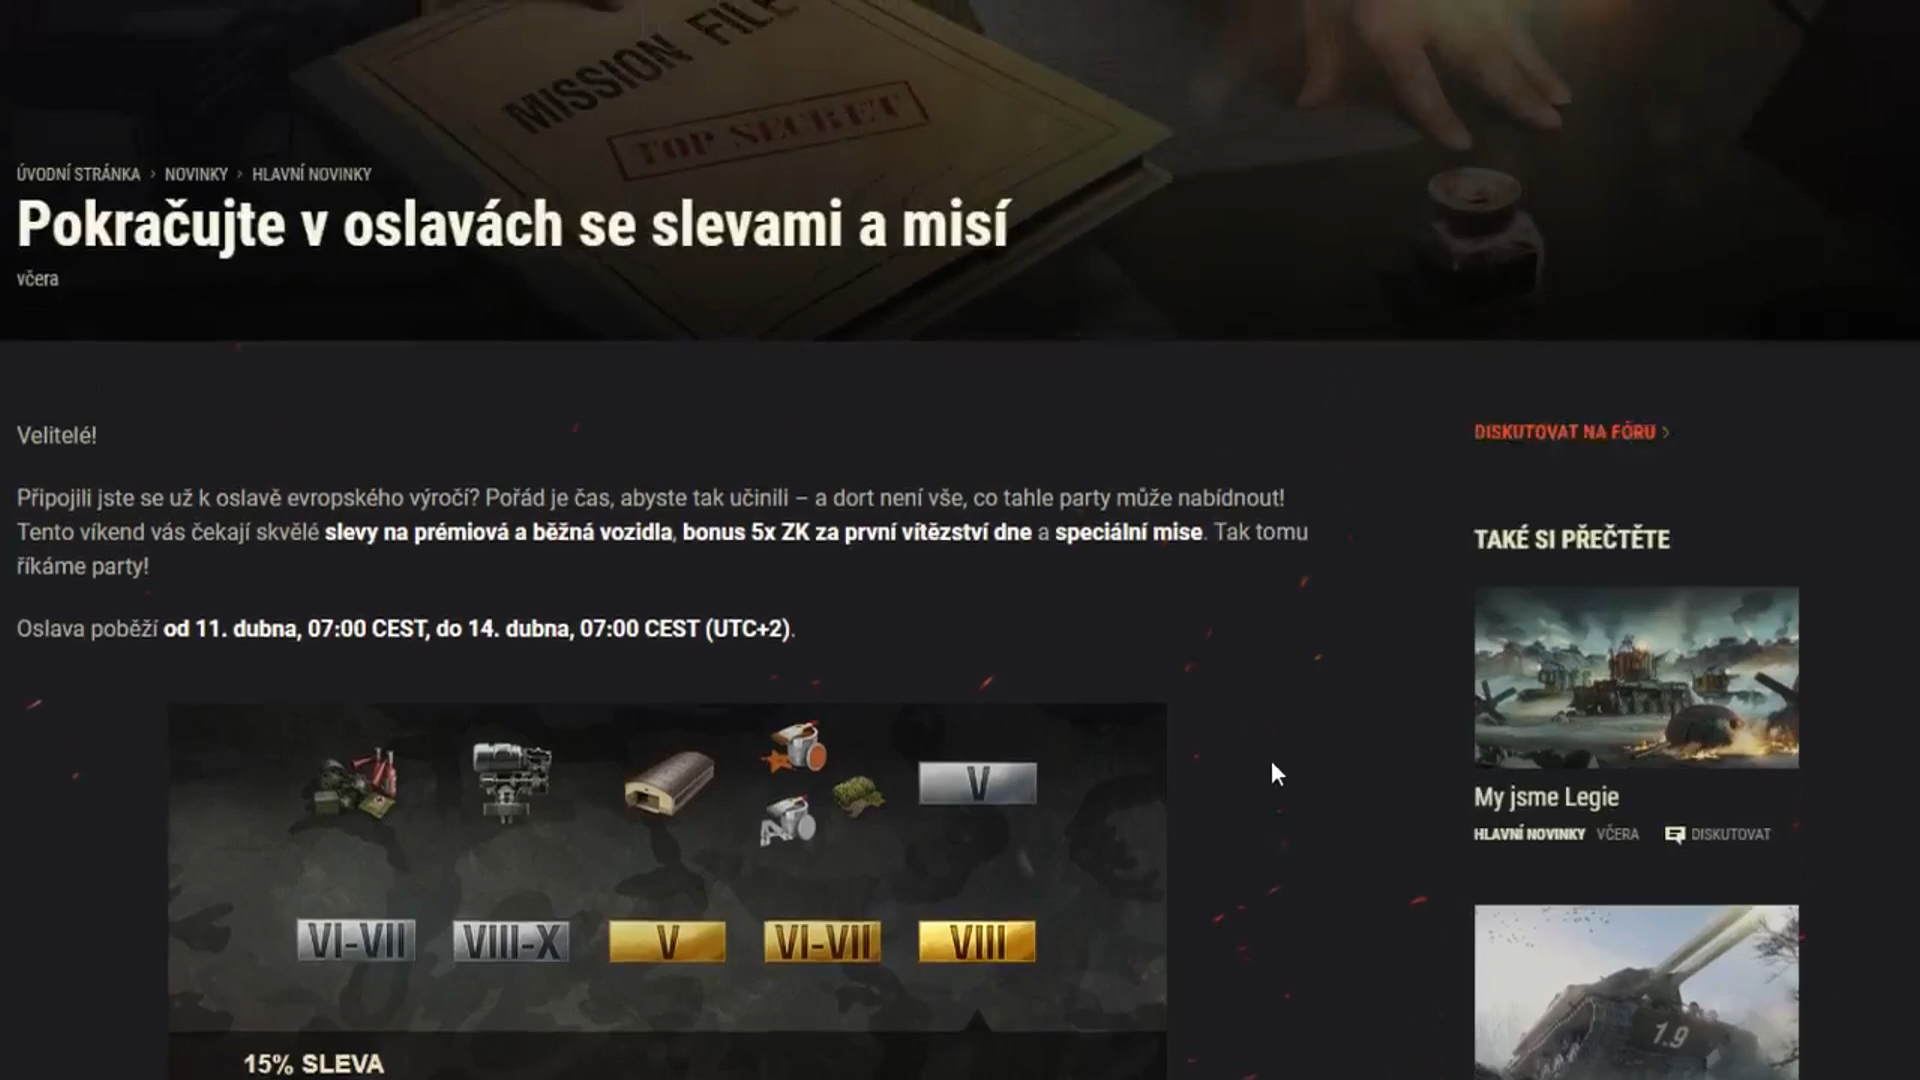 MISSION FILE
TOP SECRET
ÚVODNÍ STRÁNKA › NOVINKY › HLAVNÍ NOVINKY
Pokračujte v oslavách se slevami a misí
včera
Velitelé!
DISKUTOVAT NA FÓRU ›
Připojili jste se už k oslavě evropského výročí? Pořád je čas, abyste tak učinili – a dort není vše, co tahle party může nabídnout!
Tento víkend vás čekají skvělé slevy na prémiová a běžná vozidla, bonus 5x ZK za první vítězství dne a speciální mise. Tak tomu
říkáme party!
TAKÉ SI PŘEČTĚTE
Oslava poběží od 11. dubna, 07:00 CEST, do 14. dubna, 07:00 CEST (UTC+2).
V
My jsme Legie
HLAVNÍ NOVINKY VČERA DISKUTOVAT
VI-VII VIII-X V VI-VII VIII
1.9
15% SLEVA